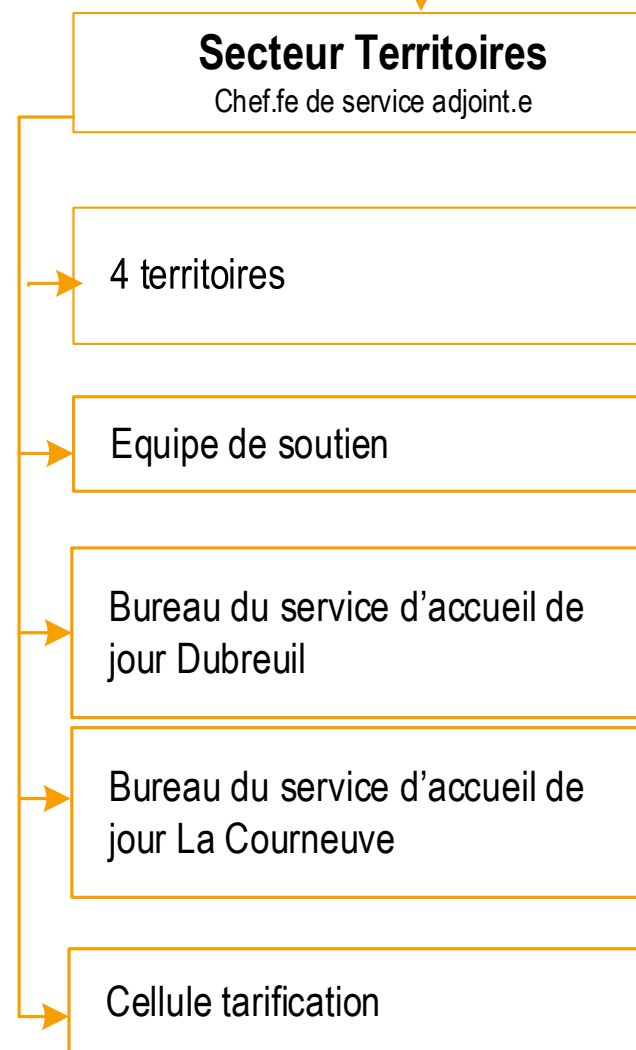 Secteur Territoires
Chef.fe de service adjoint.e
4 territoires
Equipe de soutien
Bureau du service d’accueil de
jour Dubreuil
Bureau du service d’accueil de
jour La Courneuve
Cellule tarification